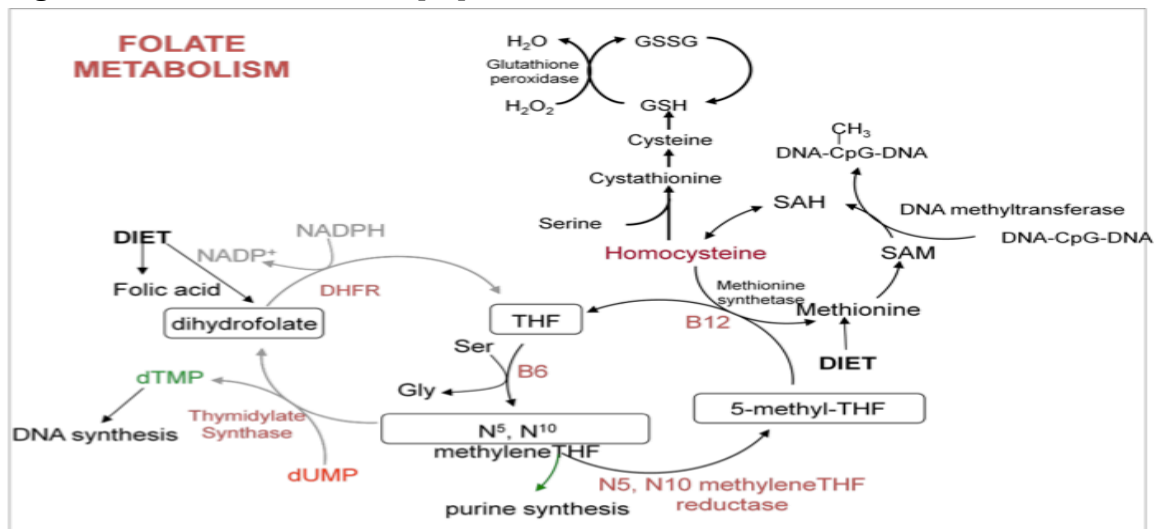 FOLATE
METABOLISM
H₂O
GSSG
Glutathione
peroxidase
H₂O₂
GSH
Cysteine
Cystathionine
Serine
CH₃
DNA-CpG-DNA
SAH
DNA methyltransferase
DNA-CpG-DNA
SAM
Homocysteine
DIET
NADP⁺
NADPH
Folic acid
DHFR
dihydrofolate
THF
Methionine
synthetase
B12
Methionine
DIET
Ser
B6
Gly
dTMP
Thymidylate
Synthase
DNA synthesis
dUMP
N⁵, N¹⁰
methyleneTHF
5-methyl-THF
purine synthesis
N5, N10 methyleneTHF
reductase